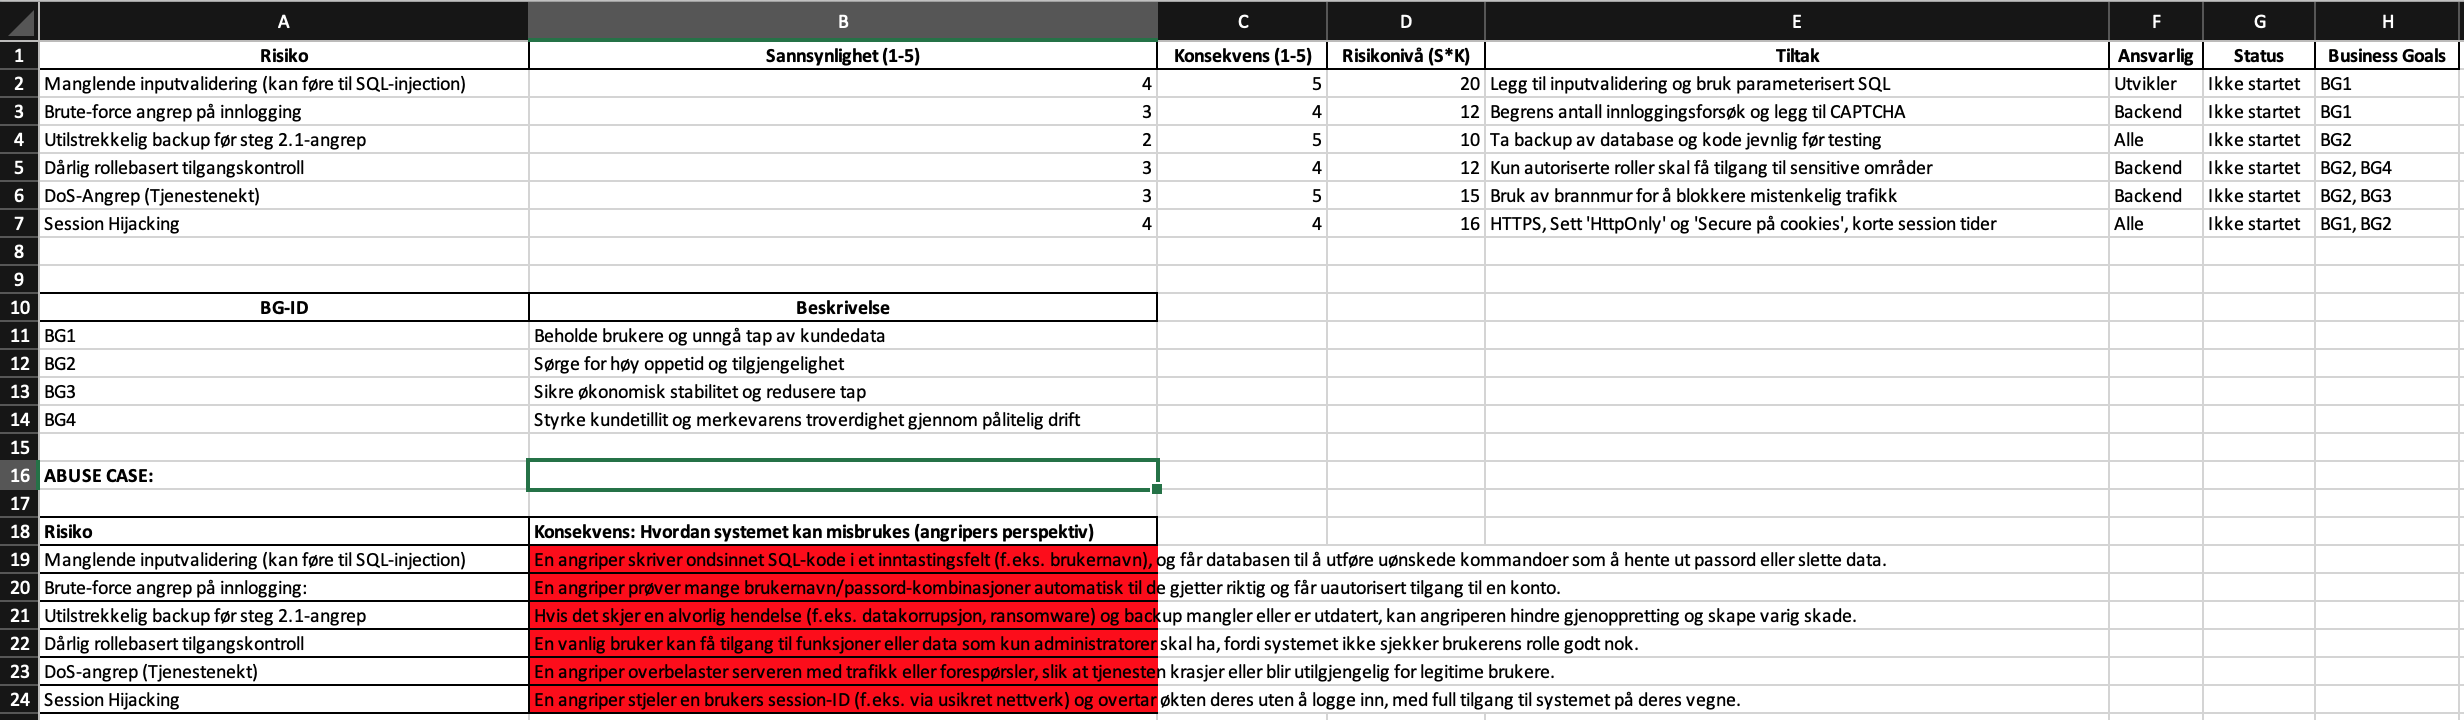 A B C D E F G H
1 Risiko Sannsynlighet (1-5) Konsekvens (1-5) Risikonivå (S*K) Tiltak Ansvarlig Status Business Goals
2 Manglende inputvalidering (kan føre til SQL-injection) 4 5 20 Legg til inputvalidering og bruk parameterisert SQL Utvikler Ikke startet BG1
3 Brute-force angrep på innlogging 3 4 12 Begrens antall innloggingsforsøk og legg til CAPTCHA Backend Ikke startet BG1
4 Utilstrekkelig backup før steg 2.1-angrep 2 5 10 Ta backup av database og kode jevnlig før testing Alle Ikke startet BG2
5 Dårlig rollebasert tilgangskontroll 3 4 12 Kun autoriserte roller skal få tilgang til sensitive områder Backend Ikke startet BG2, BG4
6 DoS-Angrep (Tjenestenekt) 3 5 15 Bruk av brannmur for å blokkere mistenkelig trafikk Backend Ikke startet BG2, BG3
7 Session Hijacking 4 4 16 HTTPS, Sett 'HttpOnly' og 'Secure på cookies', korte session tider Alle Ikke startet BG1, BG2
8
9
10 BG-ID Beskrivelse
11 BG1 Beholde brukere og unngå tap av kundedata
12 BG2 Sørge for høy oppetid og tilgjengelighet
13 BG3 Sikre økonomisk stabilitet og redusere tap
14 BG4 Styrke kundetillit og merkevarens troverdighet gjennom pålitelig drift
15
16 ABUSE CASE:
17
18 Risiko Konsekvens: Hvordan systemet kan misbrukes (angripers perspektiv)
19 Manglende inputvalidering (kan føre til SQL-injection) En angriper skriver ondsinnet SQL-kode i et inntastingsfelt (f.eks. brukernavn), og får databasen til å utføre uønskede kommandoer som å hente ut passord eller slette data.
20 Brute-force angrep på innlogging: En angriper prøver mange brukernavn/passord-kombinasjoner automatisk til de gjetter riktig og får uautorisert tilgang til en konto.
21 Utilstrekkelig backup før steg 2.1-angrep Hvis det skjer en alvorlig hendelse (f.eks. datakorrupsjon, ransomware) og backup mangler eller er utdatert, kan angriperen hindre gjenoppretting og skape varig skade.
22 Dårlig rollebasert tilgangskontroll En vanlig bruker kan få tilgang til funksjoner eller data som kun administratorer skal ha, fordi systemet ikke sjekker brukerens rolle godt nok.
23 DoS-angrep (Tjenestenekt) En angriper overbelaster serveren med trafikk eller forespørsler, slik at tjenesten krasjer eller blir utilgjengelig for legitime brukere.
24 Session Hijacking En angriper stjeler en brukers session-ID (f.eks. via usikret nettverk) og overtar økten deres uten å logge inn, med full tilgang til systemet på deres vegne.